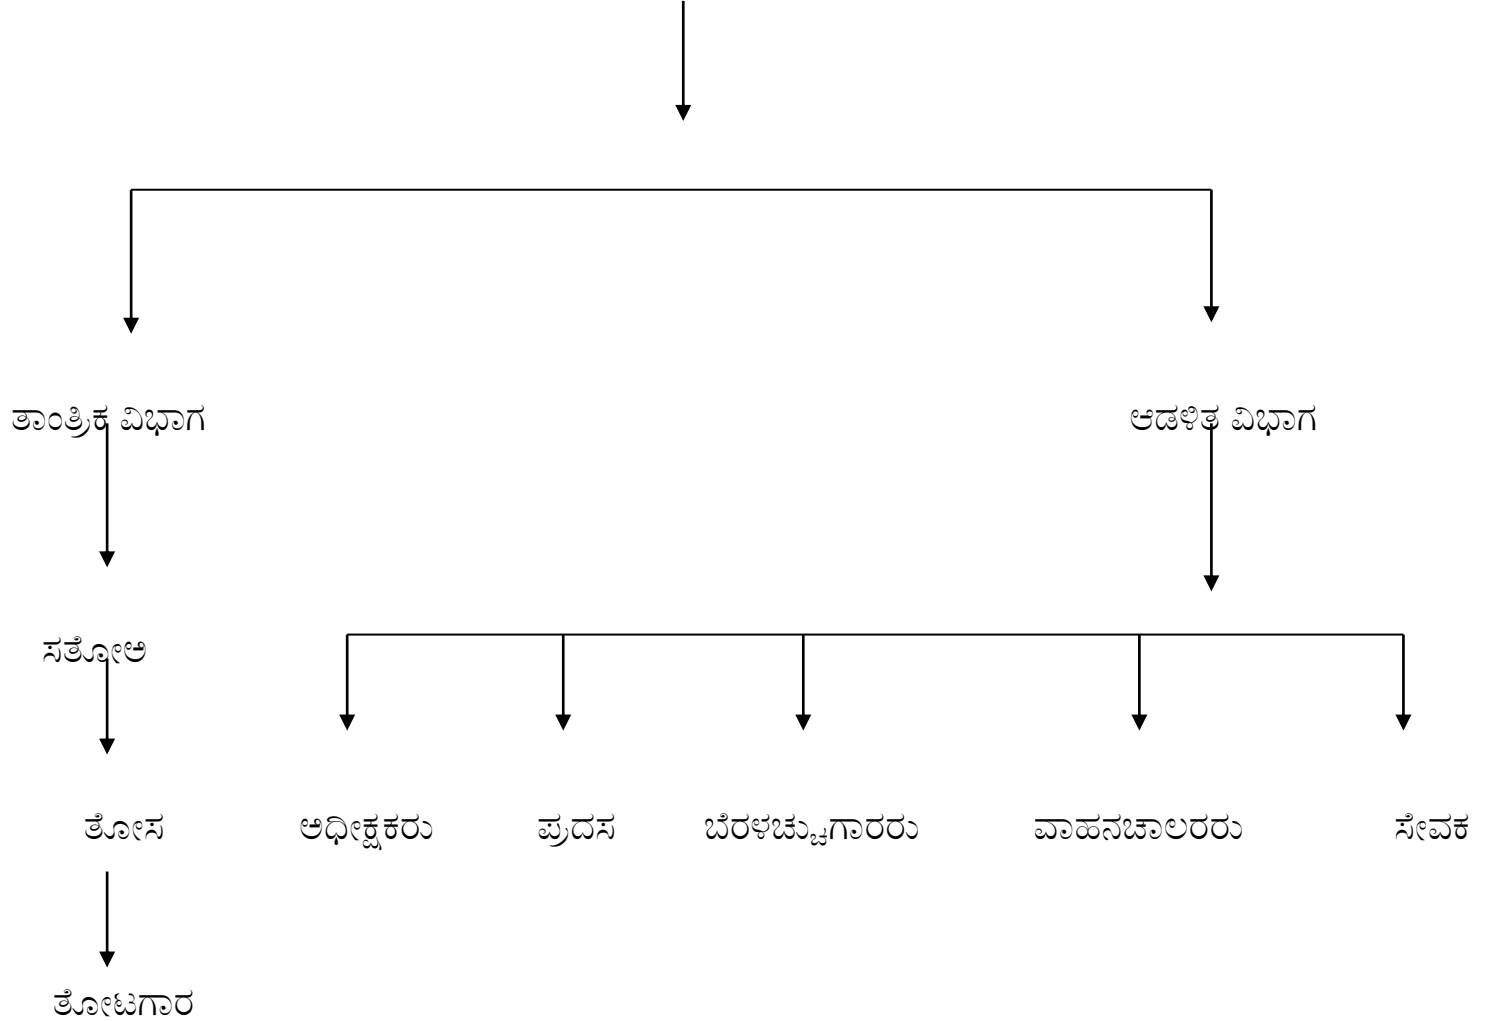 ತಾಂತ್ರಿಕ ವಿಭಾಗ ಆಡಳಿತ ವಿಭಾಗ
ಸತೋಅ
ತೋಸ ಅಧೀಕ್ಷಕರು ಪ್ರದಸ ಬೆರಳಚ್ಚುಗಾರರು ವಾಹನಚಾಲರರು ಸೇವಕ
ತೋಟಗಾರ